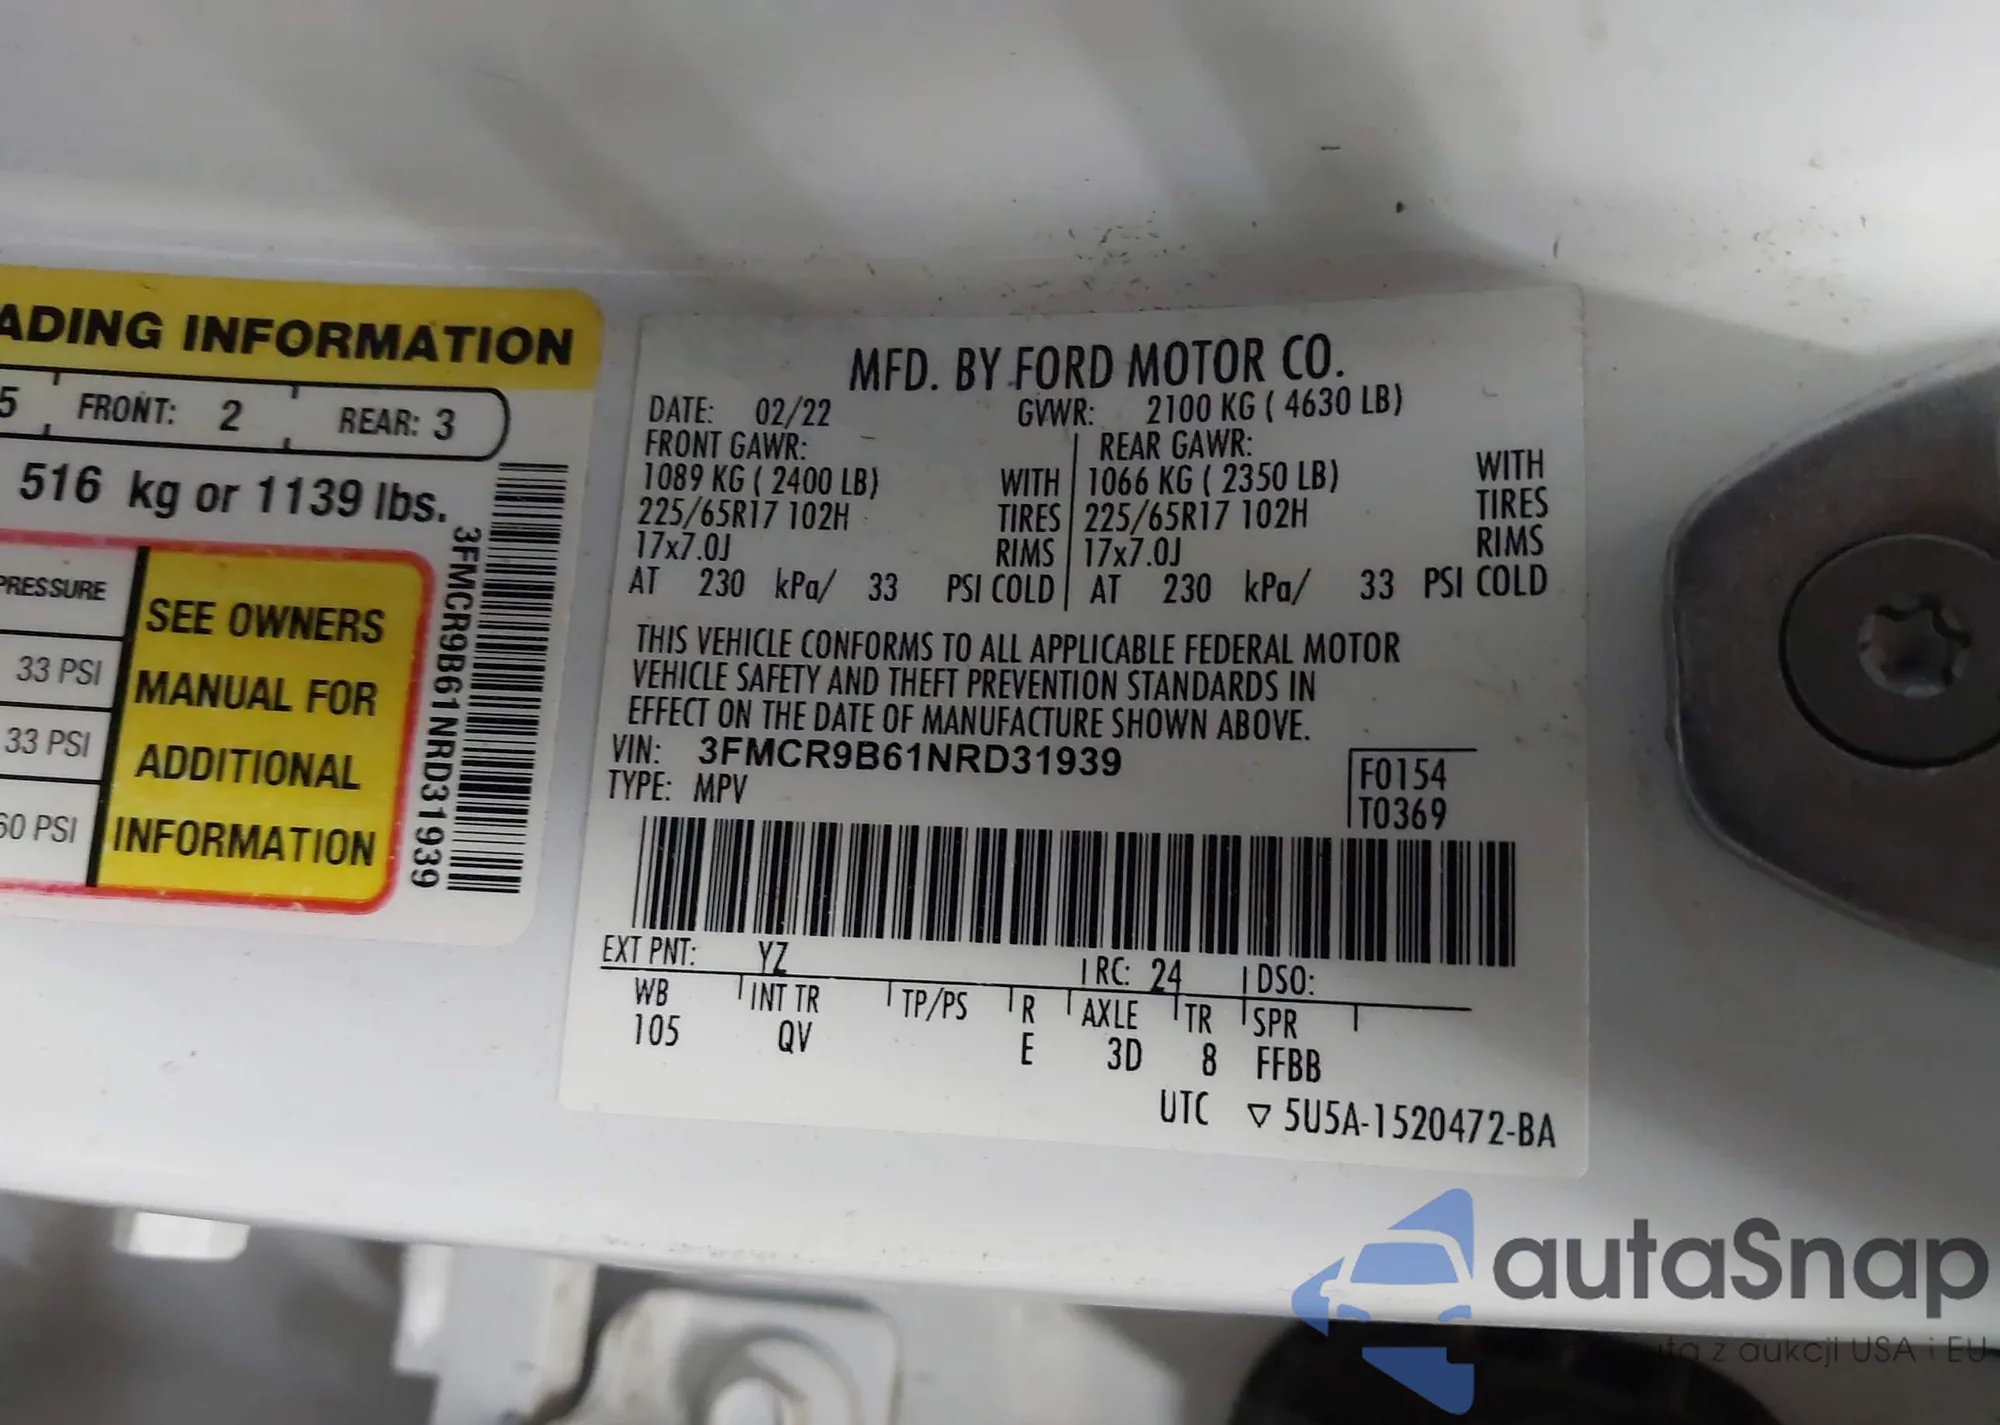 ADING INFORMATION
5 FRONT: 2 REAR: 3
516 kg or 1139 lbs.
PRESSURE
33 PSI
33 PSI
60 PSI
SEE OWNERS
MANUAL FOR
ADDITIONAL
INFORMATION
3FMCR9B61NRD31939
MFD. BY FORD MOTOR CO.
DATE: 02/22 GVWR: 2100 KG ( 4630 LB)
FRONT GAWR: REAR GAWR:
1089 KG ( 2400 LB) WITH 1066 KG ( 2350 LB) WITH
225/65R17 102H TIRES 225/65R17 102H TIRES
17x7.0J RIMS 17x7.0J RIMS
AT 230 kPa/ 33 PSI COLD AT 230 kPa/ 33 PSI COLD
THIS VEHICLE CONFORMS TO ALL APPLICABLE FEDERAL MOTOR
VEHICLE SAFETY AND THEFT PREVENTION STANDARDS IN
EFFECT ON THE DATE OF MANUFACTURE SHOWN ABOVE.
VIN: 3FMCR9B61NRD31939
TYPE: MPV
F0154
T0369
EXT PNT: YZ RC: 24 DSO:
WB INT TR TP/PS R AXLE TR SPR
105 QV E 3D 8 FFBB
UTC ▽ 5U5A-1520472-BA
autaSnap
z aukcji USA i EU